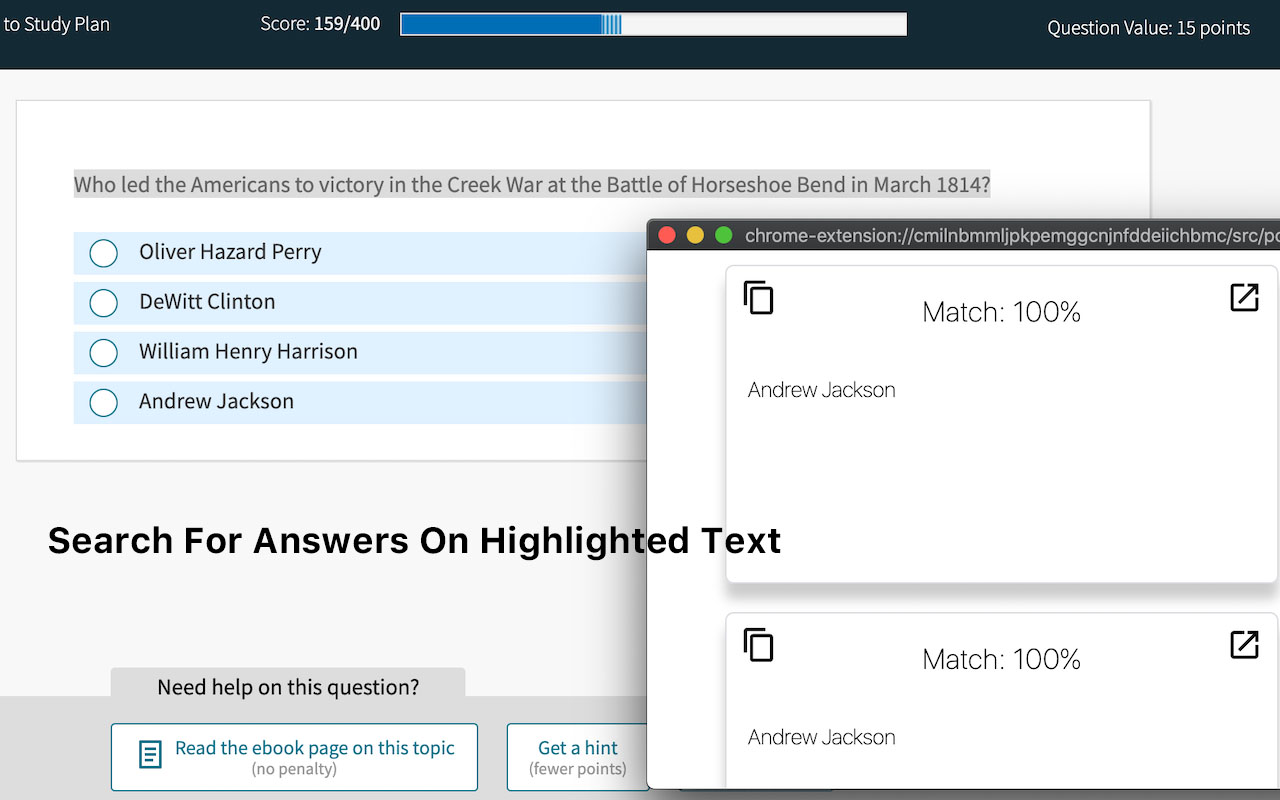 to Study Plan
Score: 159/400
Question Value: 15 points
Who led the Americans to victory in the Creek War at the Battle of Horseshoe Bend in March 1814?
Oliver Hazard Perry
DeWitt Clinton
William Henry Harrison
Andrew Jackson
chrome-extension://cmilnbmmljpkpemggcnjnfddeiichbmc/src/po
Match: 100%
Andrew Jackson
Search For Answers On Highlighted Text
Match: 100%
Andrew Jackson
Need help on this question?
Read the ebook page on this topic
(no penalty)
Get a hint
(fewer points)